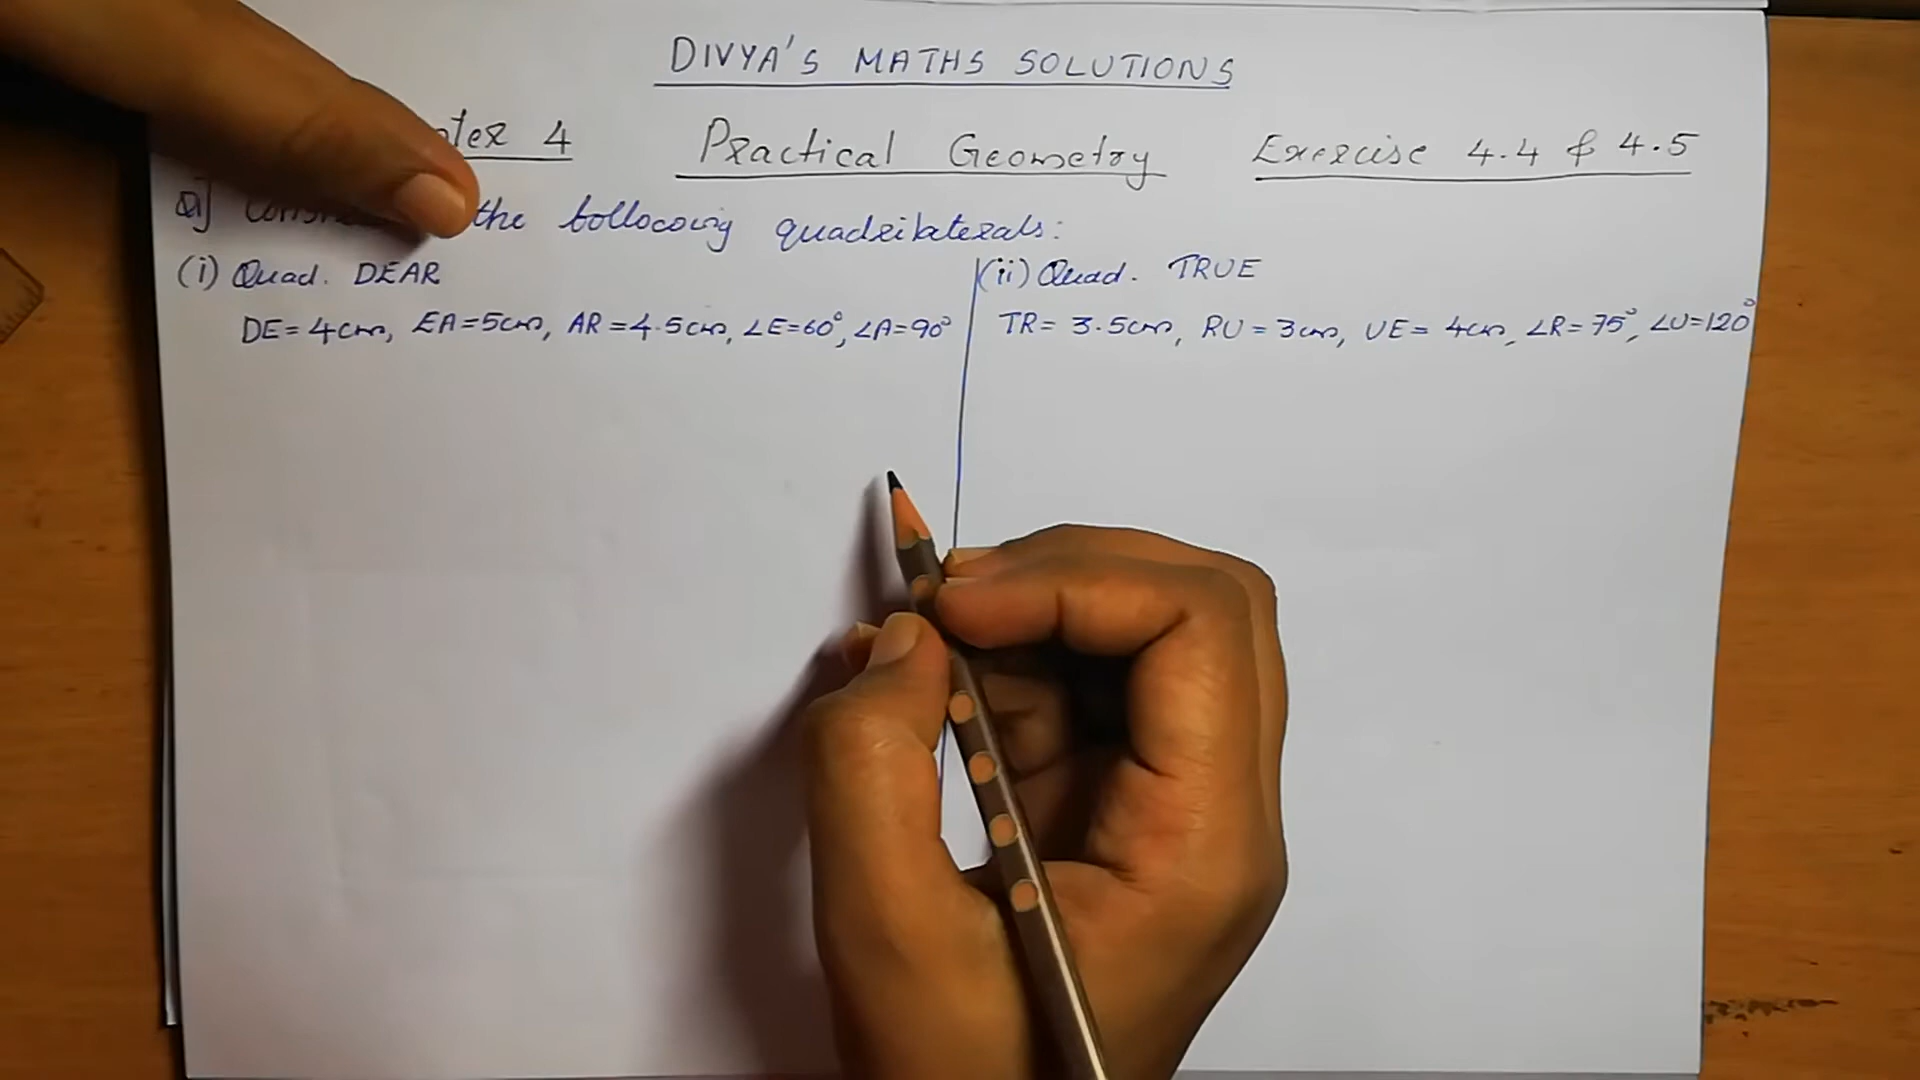 DIVYA'S MATHS SOLUTIONS
4 Practical Geometry Exercise 4.4 & 4.5
Q1] the following quadrilaterals:
(i) Quad. DEAR
DE = 4cm, EA = 5cm, AR = 4.5cm, ∠E = 60°, ∠A = 90°
(ii) Quad. TRUE
TR = 3.5cm, RU = 3cm, UE = 4cm, ∠R = 75°, ∠U = 120°